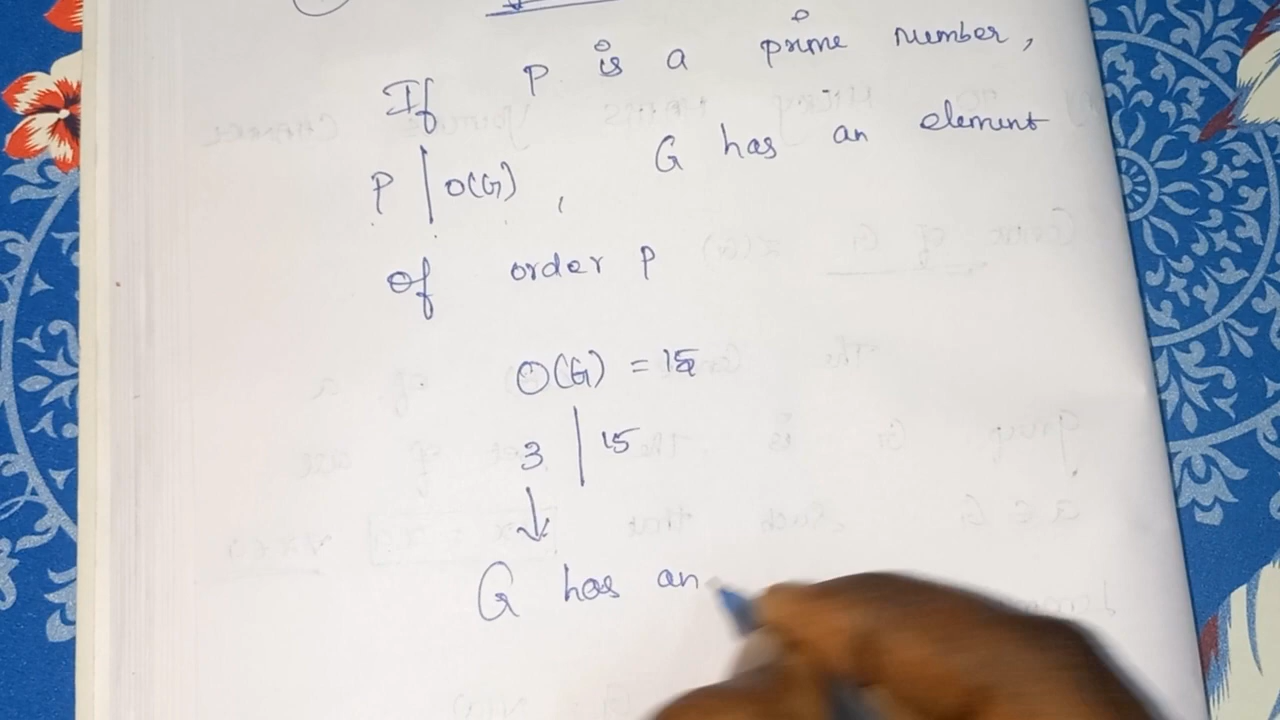 If P is a prime number,
P | O(G), G has an element
of order P
O(G) = 15
3 | 15
↓
G has an